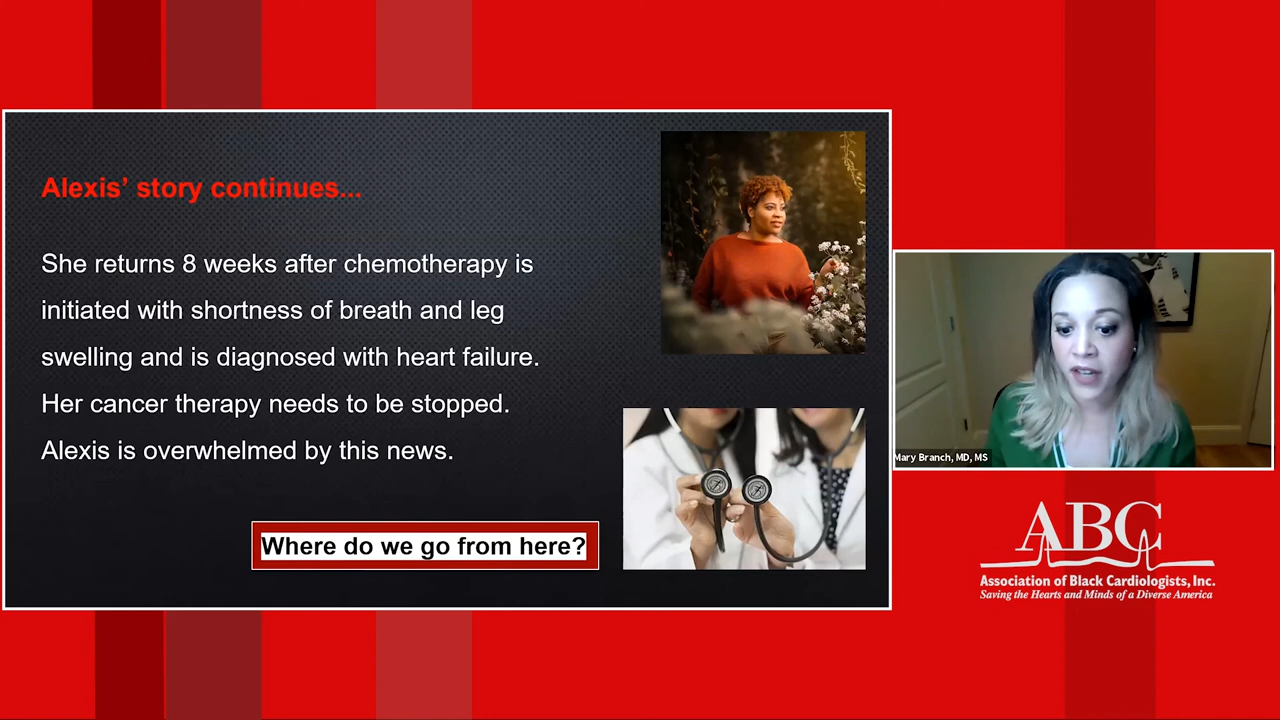 Alexis’ story continues...
She returns 8 weeks after chemotherapy is
initiated with shortness of breath and leg
swelling and is diagnosed with heart failure.
Her cancer therapy needs to be stopped.
Alexis is overwhelmed by this news.
Where do we go from here?
Mary Branch, MD, MS
ABC
Association of Black Cardiologists, Inc.
Saving the Hearts and Minds of a Diverse America